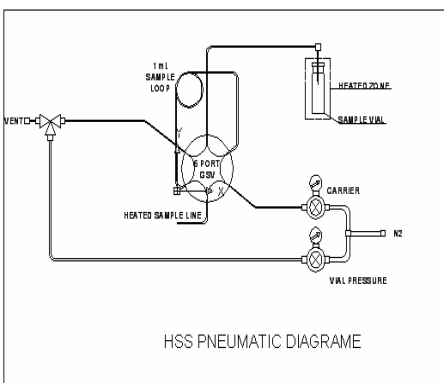 1 mL
SAMPLE
LOOP
HEATED ZONE
SAMPLE VIAL
VENT
Y
6 PORT
GSV
X
CARRIER
HEATED SAMPLE LINE
N2
VIAL PRESSURE
HSS PNEUMATIC DIAGRAME